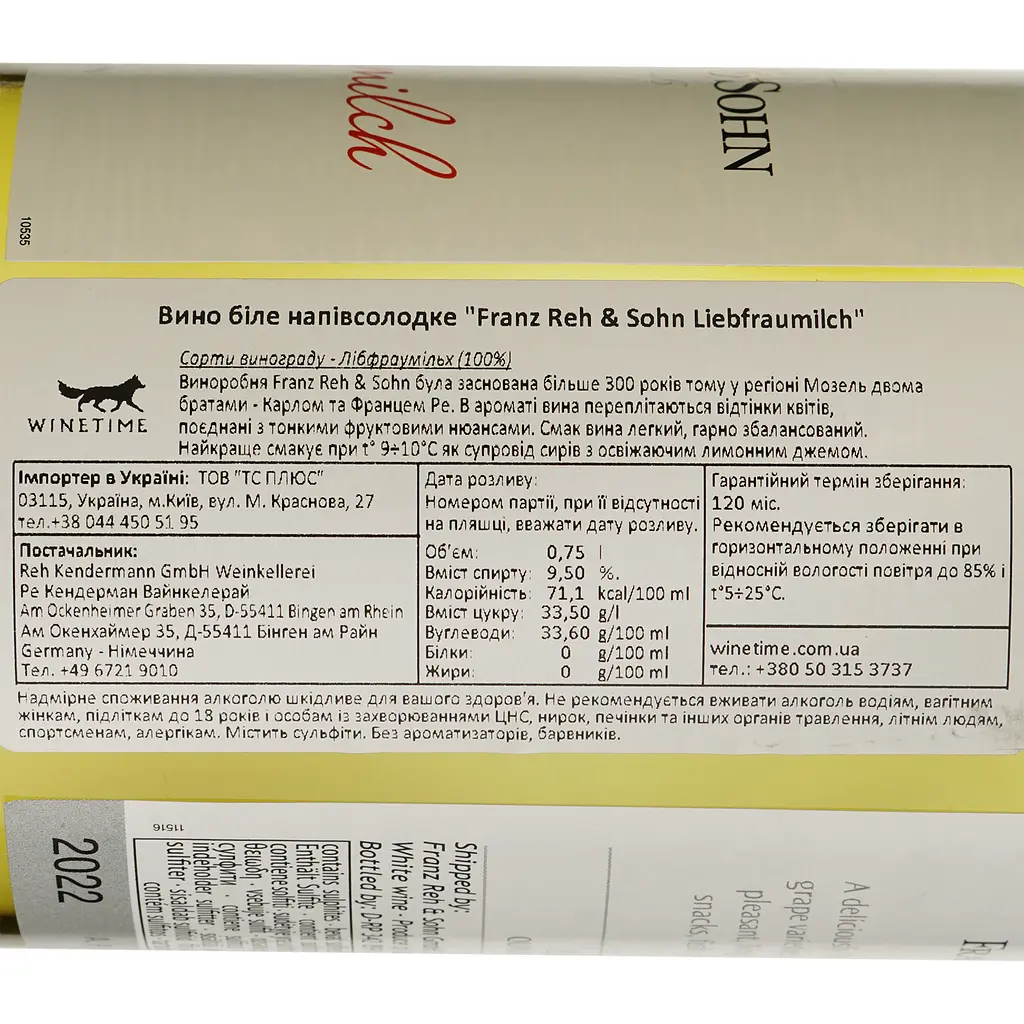 nilch
SOHN
10535
Вино біле напівсолодке "Franz Reh & Sohn Liebfraumilch"
Сорти винограду - Лібфраумільх (100%)
Виноробня Franz Reh & Sohn була заснована більше 300 років тому у регіоні Мозель двома
братами - Карлом та Францем Ре. В ароматі вина переплітаються відтінки квітів,
поєднані з тонкими фруктовими нюансами. Смак вина легкий, гарно збалансований.
Найкраще смакує при t° 9÷10°C як супровід сирів з освіжаючим лимонним джемом.
WINETIME
Імпортер в Україні: ТОВ "ТС ПЛЮС"
03115, Україна, м.Київ, вул. М. Краснова, 27
тел.+38 044 450 51 95
Постачальник:
Reh Kendermann GmbH Weinkellerei
Ре Кендерман Вайнкелерай
Am Ockenheimer Graben 35, D-55411 Bingen am Rhein
Ам Окенхаймер 35, Д-55411 Бінген ам Райн
Germany - Німеччина
Тел. +49 6721 9010
Дата розливу:
Номером партії, при її відсутності
на пляшці, вважати дату розливу.
Об'єм: 0,75 l
Вміст спирту: 9,50 %.
Калорійність: 71,1 kcal/100 ml
Вміст цукру: 33,50 g/l
Вуглеводи: 33,60 g/100 ml
Білки: 0 g/100 ml
Жири: 0 g/100 ml
Гарантійний термін зберігання:
120 міс.
Рекомендується зберігати в
горизонтальному положенні при
відносній вологості повітря до 85% і
t°5÷25°C.
winetime.com.ua
тел.: +380 50 315 3737
Надмірне споживання алкоголю шкідливе для вашого здоров'я. Не рекомендується вживати алкоголь водіям, вагітним
жінкам, підліткам до 18 років і особам із захворюваннями ЦНС, нирок, печінки та інших органів травлення, літнім людям,
спортсменам, алергікам. Містить сульфіти. Без ароматизаторів, барвників.
2022
11516
Shipped by:
Franz Reh & Sohn
White wine · Produce
Bottled by: D-PP
contains sulphites
Enthält Sulfite
contiene solfiti
сулфити · contiene
indeholder sulfitter
sulfiter
contém sulfitos
A delicious
grape varie
pleasant
snacks,